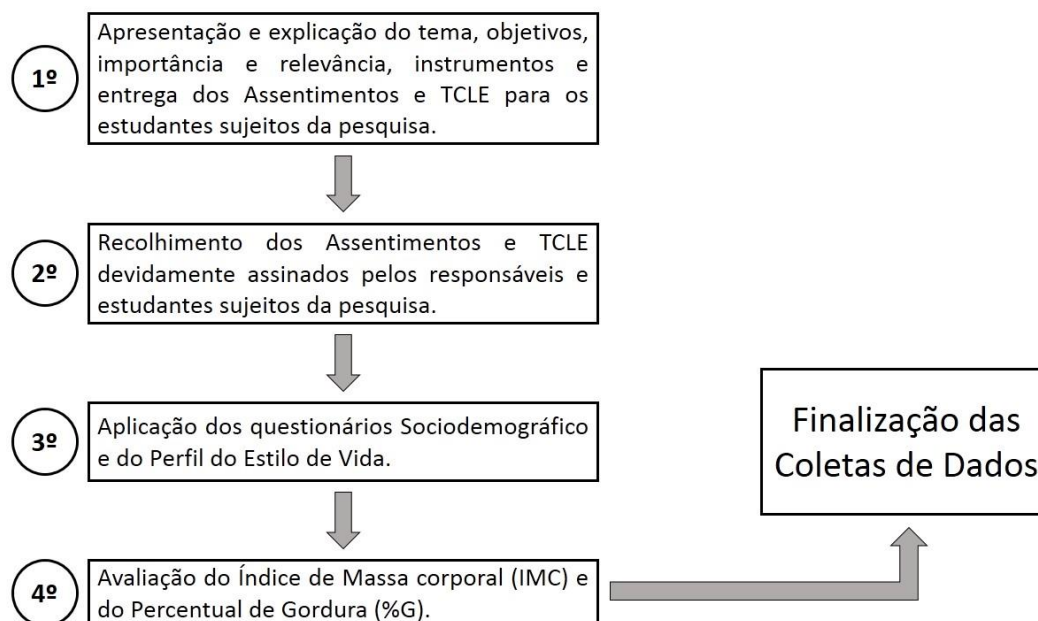 1º
Apresentação e explicação do tema, objetivos,
importância e relevância, instrumentos e
entrega dos Assentimentos e TCLE para os
estudantes sujeitos da pesquisa.
2º
Recolhimento dos Assentimentos e TCLE
devidamente assinados pelos responsáveis e
estudantes sujeitos da pesquisa.
3º
Aplicação dos questionários Sociodemográfico
e do Perfil do Estilo de Vida.
4º
Avaliação do Índice de Massa corporal (IMC) e
do Percentual de Gordura (%G).
Finalização das
Coletas de Dados